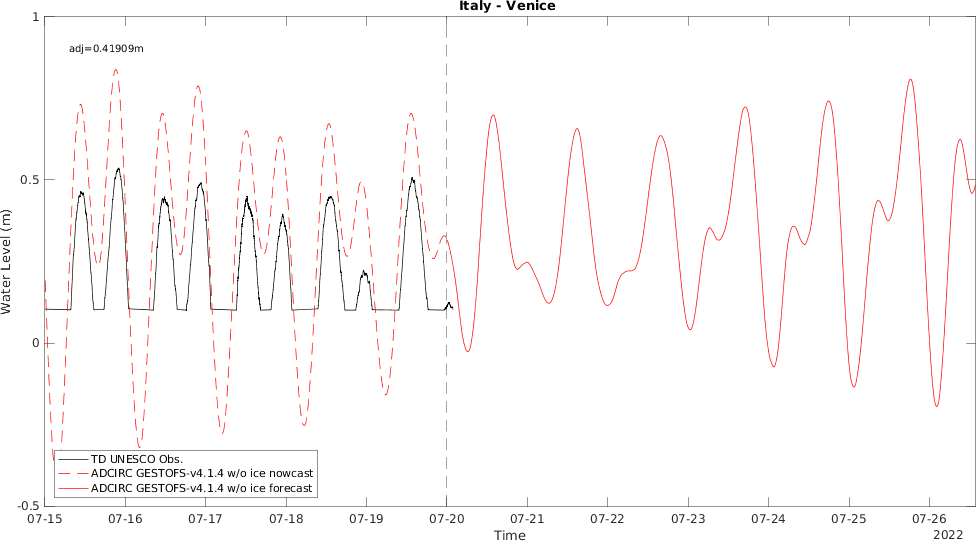 Italy - Venice
1
adj=0.41909m
0.5
Water Level (m)
0
TD UNESCO Obs.
ADCIRC GESTOFS-v4.1.4 w/o ice nowcast
ADCIRC GESTOFS-v4.1.4 w/o ice forecast
-0.5
07-15 07-16 07-17 07-18 07-19 07-20 07-21 07-22 07-23 07-24 07-25 07-26
Time
2022